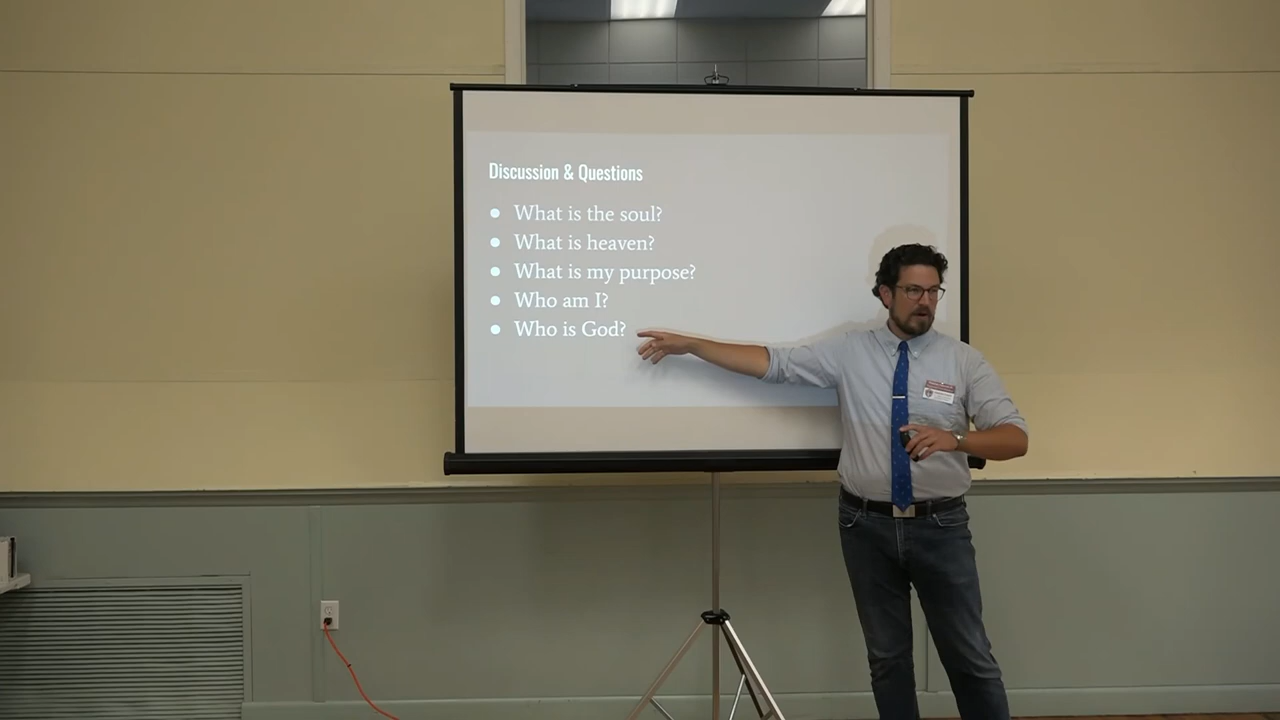 Discussion & Questions
What is the soul?
What is heaven?
What is my purpose?
Who am I?
Who is God?